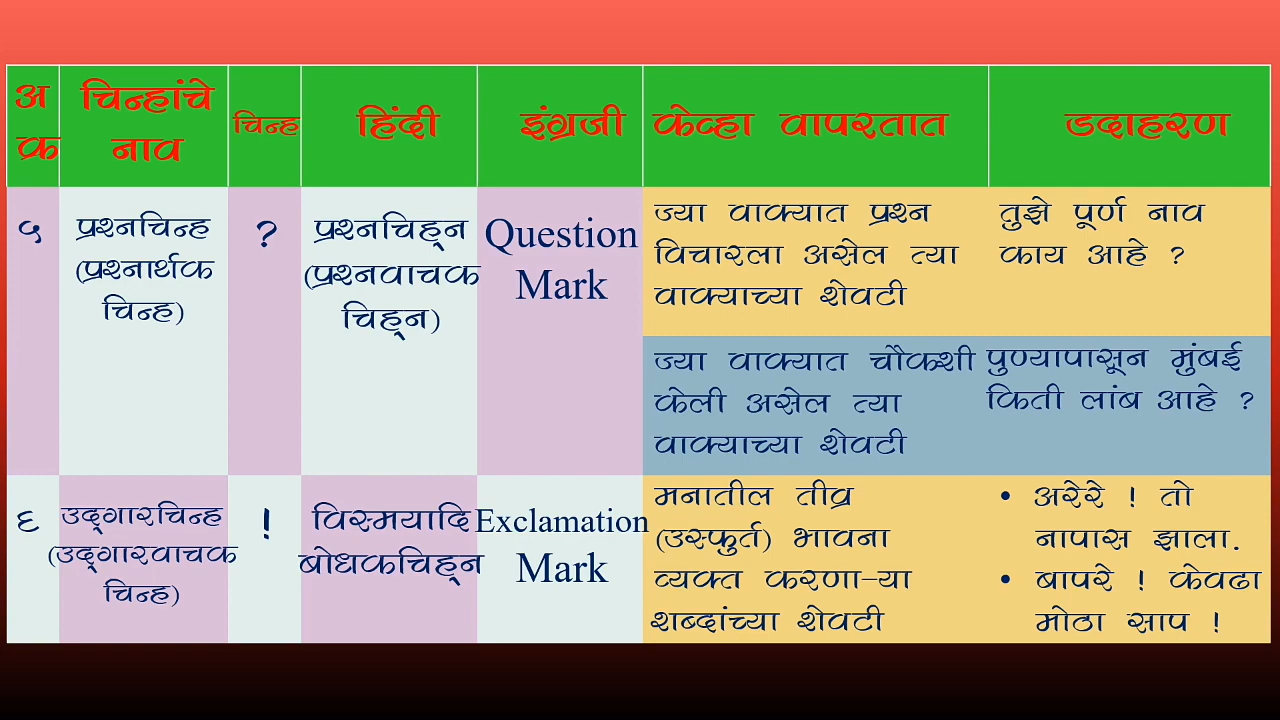 अ
क्र
चिन्हांचे
नाव
चिन्ह
हिंदी
इंग्रजी
केव्हा वापरतात
उदाहरण
५
प्रश्नचिन्ह
(प्रश्नार्थक
चिन्ह)
?
प्रश्नचिह्न
(प्रश्नवाचक
चिह्न)
Question
Mark
ज्या वाक्यात प्रश्न
विचारला असेल त्या
वाक्याच्या शेवटी
तुझे पूर्ण नाव
काय आहे ?
ज्या वाक्यात चौकशी
केली असेल त्या
वाक्याच्या शेवटी
पुण्यापासून मुंबई
किती लांब आहे ?
६
उद्‌गारचिन्ह
(उद्‌गारवाचक
चिन्ह)
!
विस्मयादि
बोधकचिह्न
Exclamation
Mark
मनातील तीव्र
(उस्फुर्त) भावना
व्यक्त करणा-या
शब्दांच्या शेवटी
• अरेरे ! तो
नापास झाला.
• बापरे ! केवढा
मोठा साप !